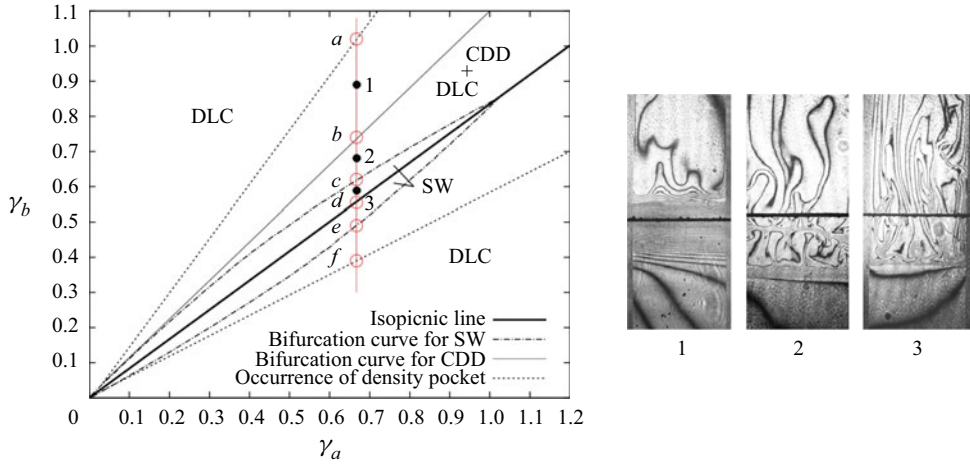 1.1
1.0
0.9
0.8
0.7
0.6
0.5
0.4
0.3
0.2
0.1
0
0.1
0.2
0.3
0.4
0.5
0.6
0.7
0.8
0.9
1.0
1.1
1.2
γb
γa
a
1
b
2
c
d
3
e
f
DLC
CDD
+
DLC
SW
DLC
Isopicnic line
Bifurcation curve for SW
Bifurcation curve for CDD
Occurrence of density pocket
1
2
3